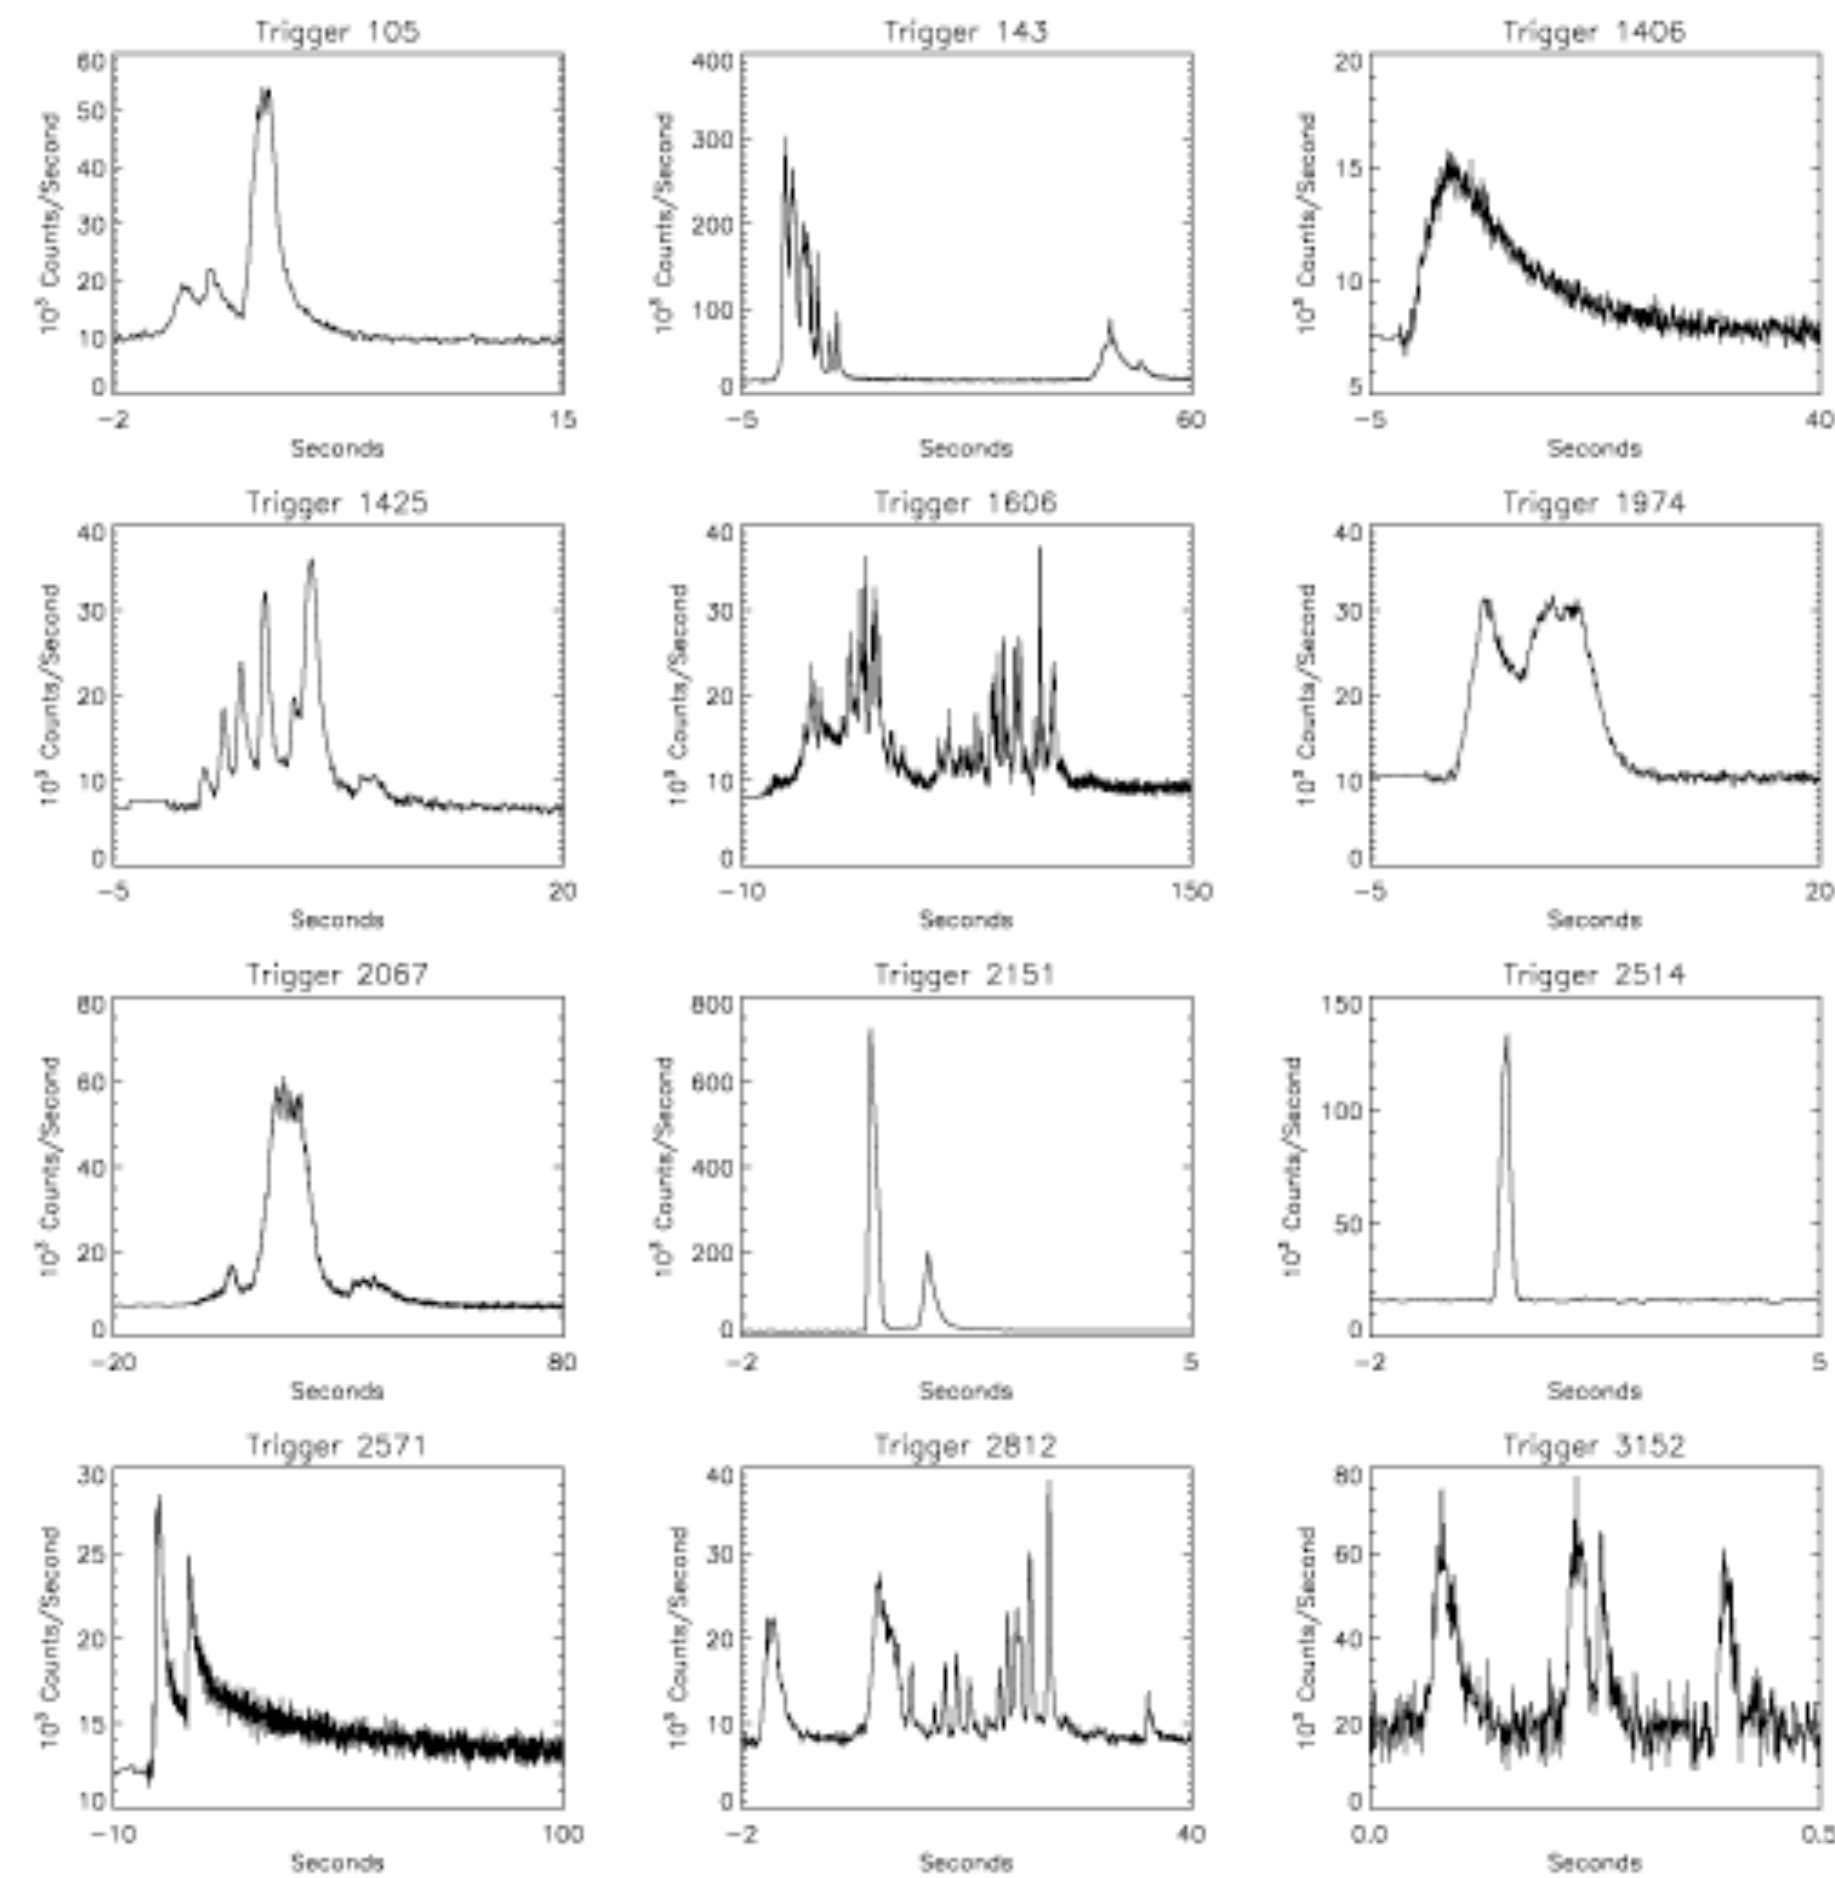 Trigger 105
10³ Counts/Second
60
50
40
30
20
10
0
−2
15
Seconds
Trigger 143
10³ Counts/Second
400
300
200
100
0
−5
60
Seconds
Trigger 1406
10³ Counts/Second
20
15
10
5
−5
40
Seconds
Trigger 1425
10³ Counts/Second
40
30
20
10
0
−5
20
Seconds
Trigger 1606
10³ Counts/Second
40
30
20
10
0
−10
150
Seconds
Trigger 1974
10³ Counts/Second
40
30
20
10
0
−5
20
Seconds
Trigger 2067
10³ Counts/Second
80
60
40
20
0
−20
80
Seconds
Trigger 2151
10³ Counts/Second
800
600
400
200
0
−2
5
Seconds
Trigger 2514
10³ Counts/Second
150
100
50
0
−2
5
Seconds
Trigger 2571
10³ Counts/Second
30
25
20
15
10
−10
100
Seconds
Trigger 2812
10³ Counts/Second
40
30
20
10
0
−2
40
Seconds
Trigger 3152
10³ Counts/Second
80
60
40
20
0
0.0
0.5
Seconds